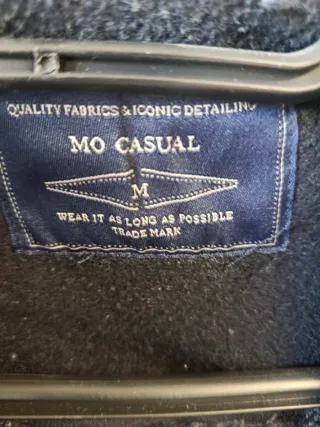 QUALITY FABRICS & ICONIC DETAILING
MO CASUAL
M
WEAR IT AS LONG AS POSSIBLE
TRADE MARK